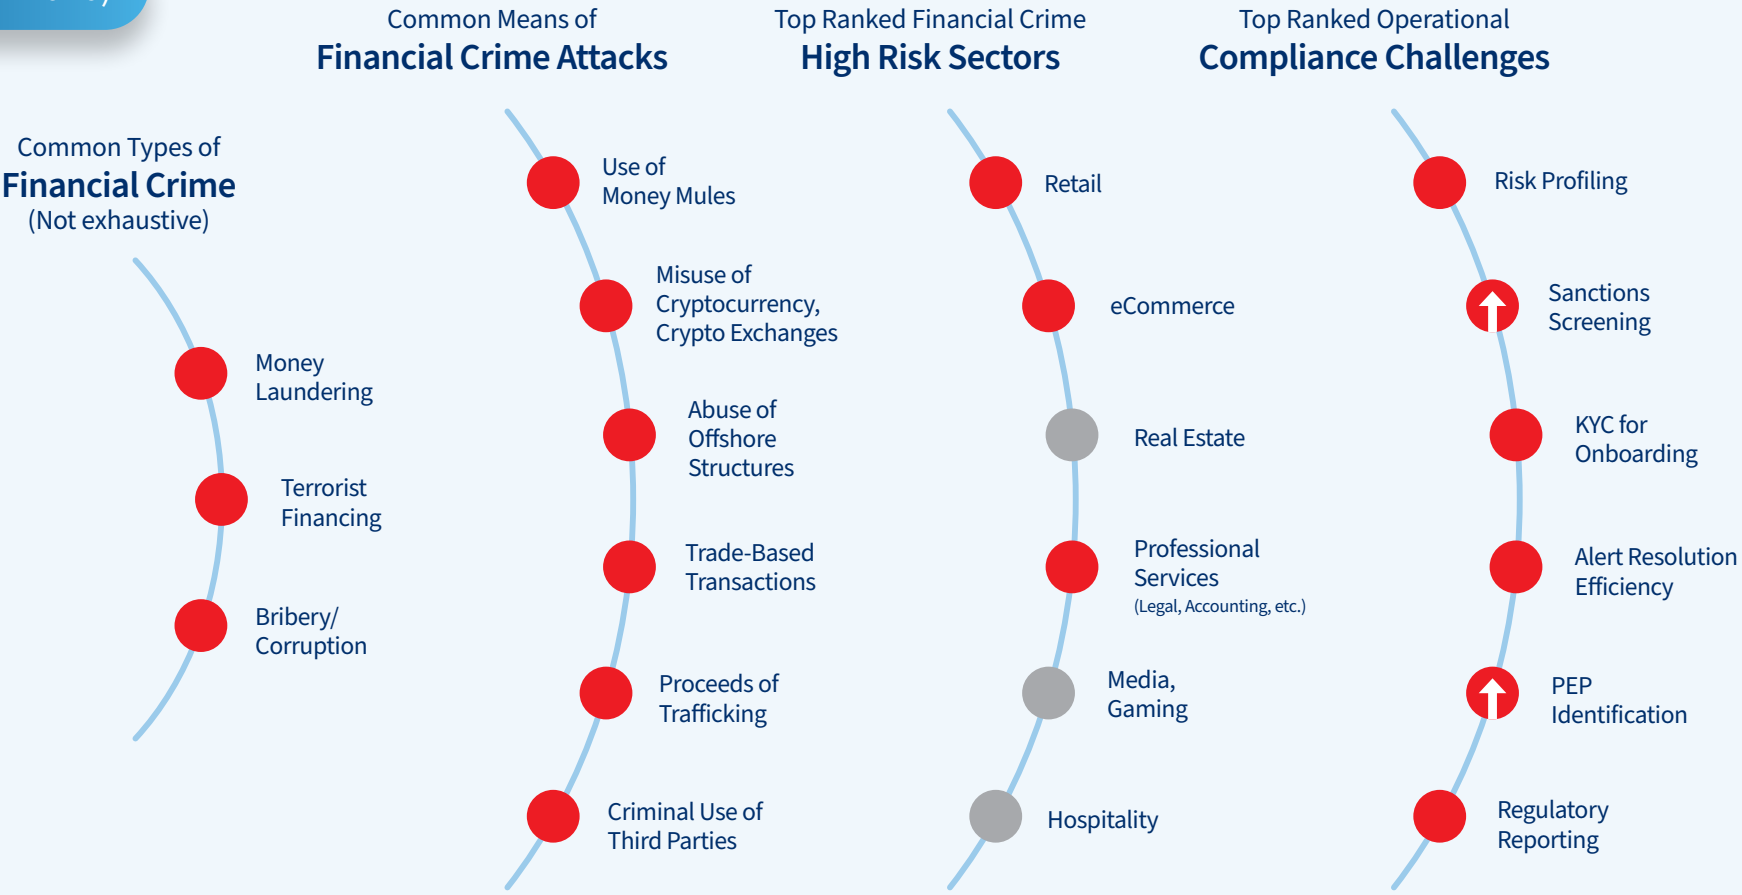 Common Types of
Financial Crime
(Not exhaustive)
Money
Laundering
Terrorist
Financing
Bribery/
Corruption
Common Means of
Financial Crime Attacks
Use of
Money Mules
Misuse of
Cryptocurrency,
Crypto Exchanges
Abuse of
Offshore
Structures
Trade-Based
Transactions
Proceeds of
Trafficking
Criminal Use of
Third Parties
Top Ranked Financial Crime
High Risk Sectors
Retail
eCommerce
Real Estate
Professional
Services
(Legal, Accounting, etc.)
Media,
Gaming
Hospitality
Top Ranked Operational
Compliance Challenges
Risk Profiling
Sanctions
Screening
KYC for
Onboarding
Alert Resolution
Efficiency
PEP
Identification
Regulatory
Reporting